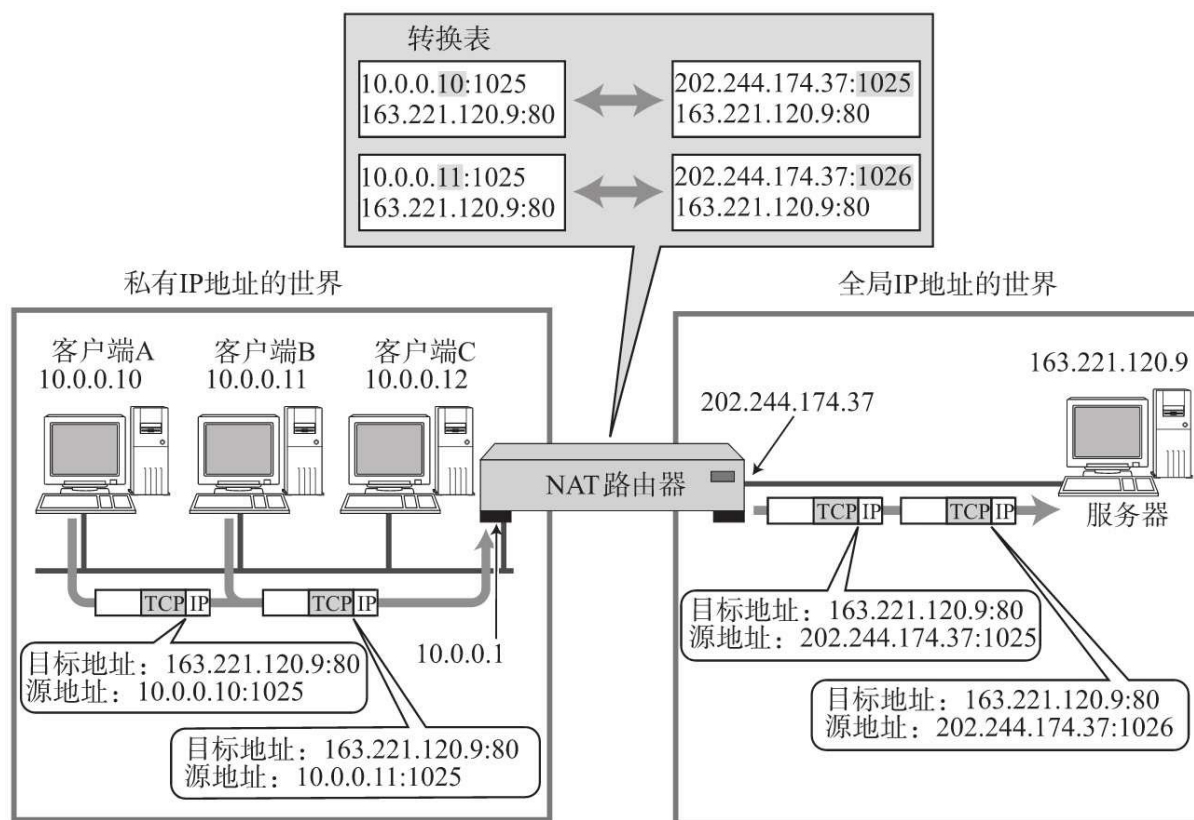 转换表
10.0.0.10:1025
163.221.120.9:80
202.244.174.37:1025
163.221.120.9:80
10.0.0.11:1025
163.221.120.9:80
202.244.174.37:1026
163.221.120.9:80
私有IP地址的世界
全局IP地址的世界
客户端A
10.0.0.10
客户端B
10.0.0.11
客户端C
10.0.0.12
163.221.120.9
202.244.174.37
NAT路由器
服务器
TCP IP
TCP IP
TCP IP
TCP IP
10.0.0.1
目标地址：163.221.120.9:80
源地址：10.0.0.10:1025
目标地址：163.221.120.9:80
源地址：10.0.0.11:1025
目标地址：163.221.120.9:80
源地址：202.244.174.37:1025
目标地址：163.221.120.9:80
源地址：202.244.174.37:1026